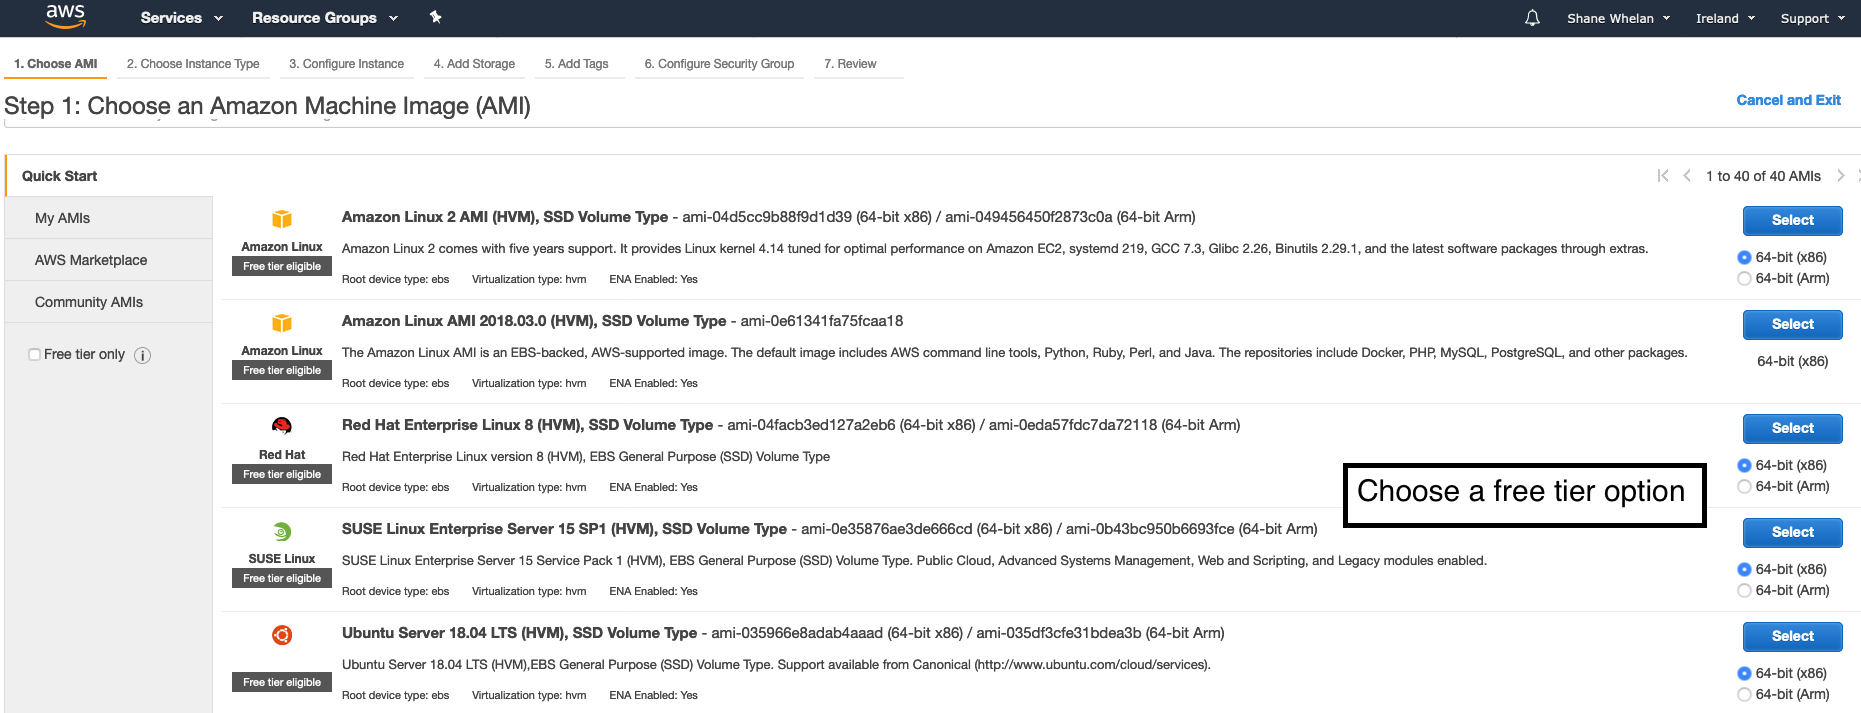 aws
Services
Resource Groups
Shane Whelan
Ireland
Support
1. Choose AMI
2. Choose Instance Type
3. Configure Instance
4. Add Storage
5. Add Tags
6. Configure Security Group
7. Review
Step 1: Choose an Amazon Machine Image (AMI)
Cancel and Exit
Quick Start
1 to 40 of 40 AMIs
My AMIs
AWS Marketplace
Community AMIs
Free tier only
Amazon Linux
Free tier eligible
Amazon Linux 2 AMI (HVM), SSD Volume Type - ami-04d5cc9b88f9d1d39 (64-bit x86) / ami-049456450f2873c0a (64-bit Arm)
Amazon Linux 2 comes with five years support. It provides Linux kernel 4.14 tuned for optimal performance on Amazon EC2, systemd 219, GCC 7.3, Glibc 2.26, Binutils 2.29.1, and the latest software packages through extras.
Root device type: ebs Virtualization type: hvm ENA Enabled: Yes
Select
64-bit (x86)
64-bit (Arm)
Amazon Linux
Free tier eligible
Amazon Linux AMI 2018.03.0 (HVM), SSD Volume Type - ami-0e61341fa75fcaa18
The Amazon Linux AMI is an EBS-backed, AWS-supported image. The default image includes AWS command line tools, Python, Ruby, Perl, and Java. The repositories include Docker, PHP, MySQL, PostgreSQL, and other packages.
Root device type: ebs Virtualization type: hvm ENA Enabled: Yes
Select
64-bit (x86)
Red Hat
Free tier eligible
Red Hat Enterprise Linux 8 (HVM), SSD Volume Type - ami-04facb3ed127a2eb6 (64-bit x86) / ami-0eda57fdc7da72118 (64-bit Arm)
Red Hat Enterprise Linux version 8 (HVM), EBS General Purpose (SSD) Volume Type
Root device type: ebs Virtualization type: hvm ENA Enabled: Yes
Select
64-bit (x86)
64-bit (Arm)
Choose a free tier option
SUSE Linux
Free tier eligible
SUSE Linux Enterprise Server 15 SP1 (HVM), SSD Volume Type - ami-0e35876ae3de666cd (64-bit x86) / ami-0b43bc950b6693fce (64-bit Arm)
SUSE Linux Enterprise Server 15 Service Pack 1 (HVM), EBS General Purpose (SSD) Volume Type. Public Cloud, Advanced Systems Management, Web and Scripting, and Legacy modules enabled.
Root device type: ebs Virtualization type: hvm ENA Enabled: Yes
Select
64-bit (x86)
64-bit (Arm)
Free tier eligible
Ubuntu Server 18.04 LTS (HVM), SSD Volume Type - ami-035966e8adab4aaad (64-bit x86) / ami-035df3cfe31bdea3b (64-bit Arm)
Ubuntu Server 18.04 LTS (HVM),EBS General Purpose (SSD) Volume Type. Support available from Canonical (http://www.ubuntu.com/cloud/services).
Root device type: ebs Virtualization type: hvm ENA Enabled: Yes
Select
64-bit (x86)
64-bit (Arm)